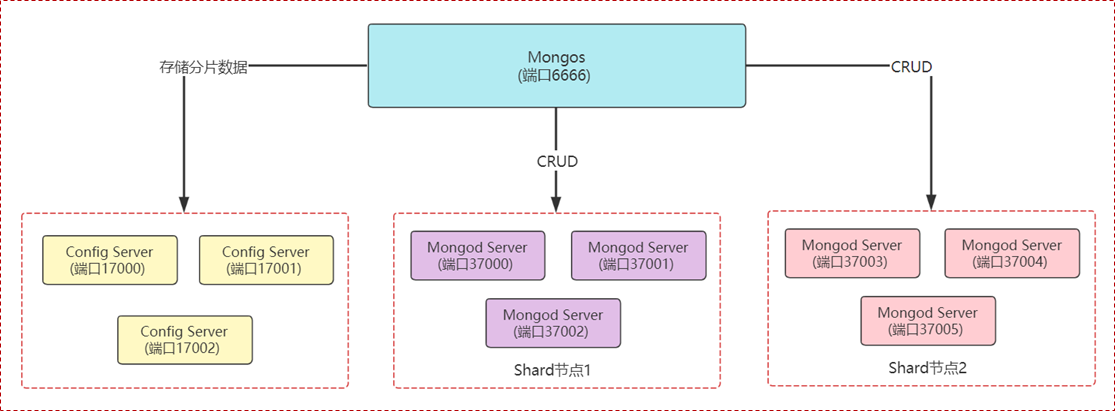 Mongos
(端口6666)
存储分片数据
CRUD
CRUD
Config Server
(端口17000)
Config Server
(端口17001)
Config Server
(端口17002)
Mongod Server
(端口37000)
Mongod Server
(端口37001)
Mongod Server
(端口37002)
Shard节点1
Mongod Server
(端口37003)
Mongod Server
(端口37004)
Mongod Server
(端口37005)
Shard节点2